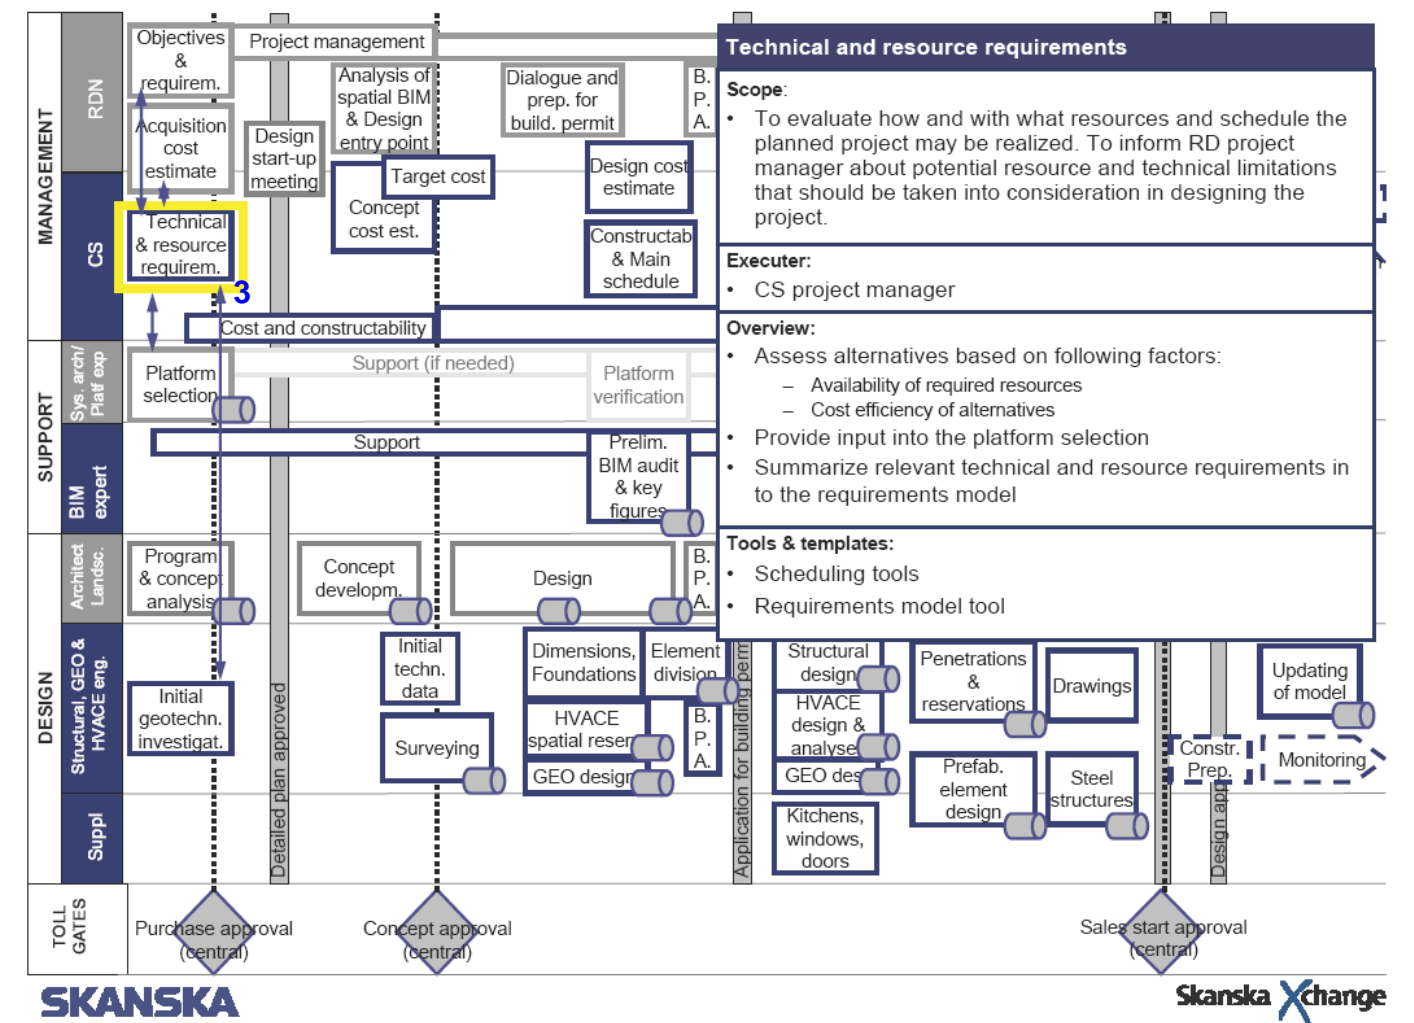 MANAGEMENT
RDN
CS
SUPPORT
Sys. arch/
Platf exp
BIM
expert
DESIGN
Architect
Landsc.
Structural, GEO &
HVACE eng.
Suppl
TOLL
GATES
Objectives
&
requirem.
Project management
Acquisition
cost
estimate
Design
start-up
meeting
Analysis of
spatial BIM
& Design
entry point
Dialogue and
prep. for
build. permit
B.
P.
A.
Target cost
Concept
cost est.
Design cost
estimate
Technical
& resource
requirem.
3
Constructab
& Main
schedule
Cost and constructability
Platform
selection
Support (if needed)
Platform
verification
Support
Prelim.
BIM audit
& key
figures
Program
& concept
analysis
Concept
developm.
Design
B.
P.
A.
Initial
geotechn.
investigat.
Initial
techn.
data
Surveying
Dimensions,
Foundations
Element
division
HVACE
spatial reser
GEO design
B.
P.
A.
Structural
design
HVACE
design &
analyse
GEO des
Kitchens,
windows,
doors
Penetrations
&
reservations
Drawings
Prefab.
element
design
Steel
structures
Updating
of model
Constr.
Prep.
Monitoring
Detailed plan approved
Application for building perm
Design app
Purchase approval
(central)
Concept approval
(central)
Sales start approval
(central)
Technical and resource requirements
Scope:
• To evaluate how and with what resources and schedule the
planned project may be realized. To inform RD project
manager about potential resource and technical limitations
that should be taken into consideration in designing the
project.
Executer:
• CS project manager
Overview:
• Assess alternatives based on following factors:
– Availability of required resources
– Cost efficiency of alternatives
• Provide input into the platform selection
• Summarize relevant technical and resource requirements in
to the requirements model
Tools & templates:
• Scheduling tools
• Requirements model tool
SKANSKA
Skanska Xchange